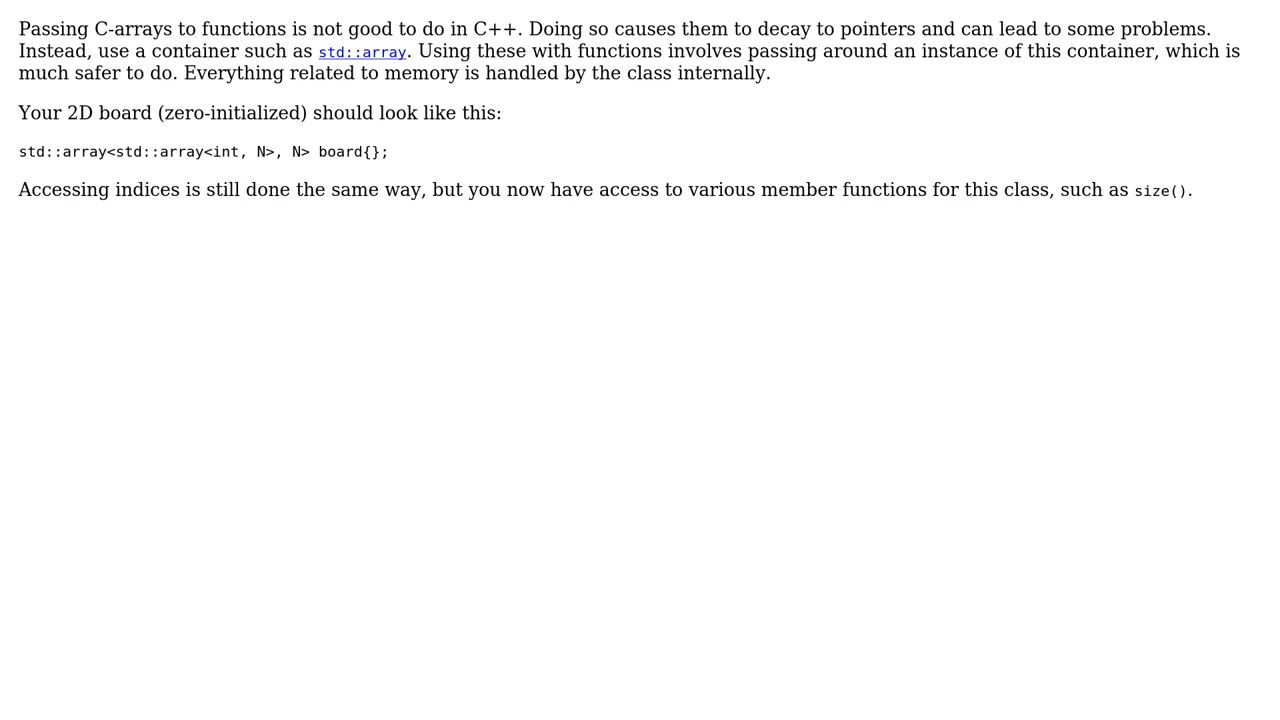 Passing C-arrays to functions is not good to do in C++. Doing so causes them to decay to pointers and can lead to some problems.
Instead, use a container such as std::array. Using these with functions involves passing around an instance of this container, which is
much safer to do. Everything related to memory is handled by the class internally.
Your 2D board (zero-initialized) should look like this:
std::array<std::array<int, N>, N> board{};
Accessing indices is still done the same way, but you now have access to various member functions for this class, such as size().